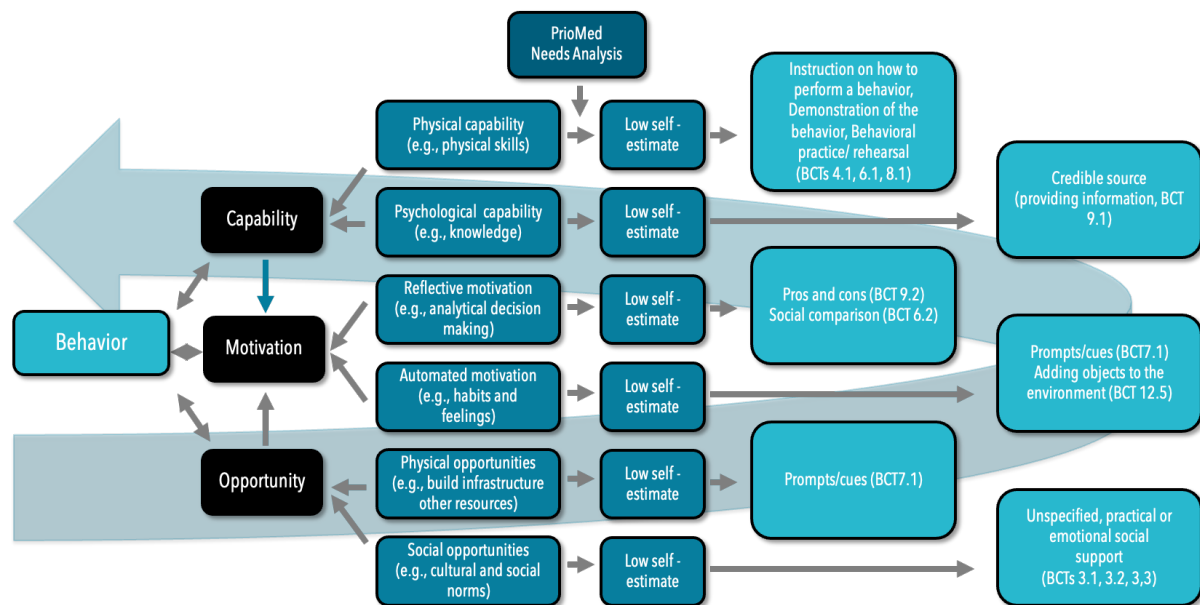 PrioMed
Needs Analysis
Physical capability
(e.g., physical skills)
Low self -
estimate
Instruction on how to
perform a behavior,
Demonstration of the
behavior, Behavioral
practice/ rehearsal
(BCTs 4.1, 6.1, 8.1)
Capability
Psychological  capability
(e.g., knowledge)
Low self -
estimate
Credible source
(providing information, BCT
9.1)
Reflective motivation
(e.g., analytical decision
making)
Low self -
estimate
Pros and cons (BCT 9.2)
Social comparison (BCT 6.2)
Behavior
Motivation
Automated motivation
(e.g., habits and
feelings)
Low self -
estimate
Prompts/cues (BCT7.1)
Adding objects to the
environment (BCT 12.5)
Opportunity
Physical opportunities
(e.g., build infrastructure
other resources)
Low self -
estimate
Prompts/cues (BCT7.1)
Social opportunities
(e.g., cultural and social
norms)
Low self -
estimate
Unspecified, practical or
emotional social
support
(BCTs 3.1, 3.2, 3,3)